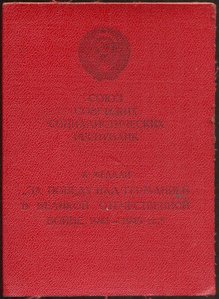 СОЮЗ
СОВЕТСКИХ
СОЦИАЛИСТИЧЕСКИХ
РЕСПУБЛИК
К МЕДАЛИ
„ЗА ПОБЕДУ НАД ГЕРМАНИЕЙ
В ВЕЛИКОЙ ОТЕЧЕСТВЕННОЙ
ВОЙНЕ 1941—1945 гг."